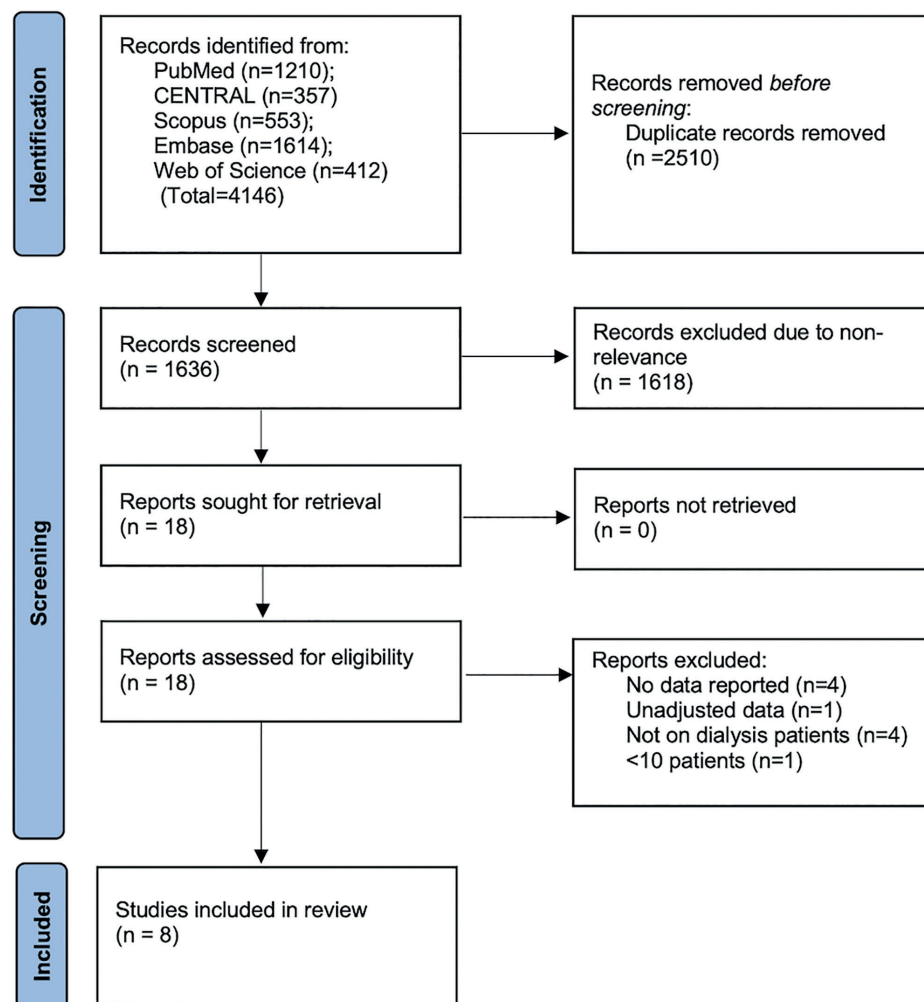 Identification
Records identified from:
PubMed (n=1210);
CENTRAL (n=357)
Scopus (n=553);
Embase (n=1614);
Web of Science (n=412)
(Total=4146)
Records removed before
screening:
Duplicate records removed
(n =2510)
Screening
Records screened
(n = 1636)
Records excluded due to non-
relevance
(n = 1618)
Reports sought for retrieval
(n = 18)
Reports not retrieved
(n = 0)
Reports assessed for eligibility
(n = 18)
Reports excluded:
No data reported (n=4)
Unadjusted data (n=1)
Not on dialysis patients (n=4)
<10 patients (n=1)
Included
Studies included in review
(n = 8)